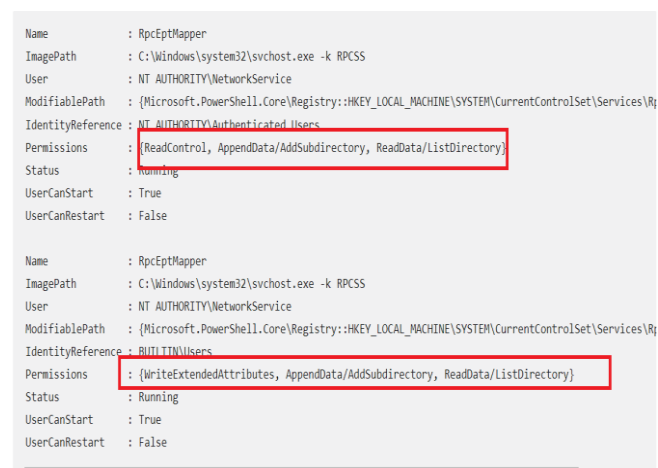 Name : RpcEptMapper
ImagePath : C:\Windows\system32\svchost.exe -k RPCSS
User : NT AUTHORITY\NetworkService
ModifiablePath : {Microsoft.PowerShell.Core\Registry::HKEY_LOCAL_MACHINE\SYSTEM\CurrentControlSet\Services\Rp
IdentityReference : NT AUTHORITY\Authenticated Users
Permissions : {ReadControl, AppendData/AddSubdirectory, ReadData/ListDirectory}
Status : Running
UserCanStart : True
UserCanRestart : False
Name : RpcEptMapper
ImagePath : C:\Windows\system32\svchost.exe -k RPCSS
User : NT AUTHORITY\NetworkService
ModifiablePath : {Microsoft.PowerShell.Core\Registry::HKEY_LOCAL_MACHINE\SYSTEM\CurrentControlSet\Services\Rp
IdentityReference : BUILTIN\Users
Permissions : {WriteExtendedAttributes, AppendData/AddSubdirectory, ReadData/ListDirectory}
Status : Running
UserCanStart : True
UserCanRestart : False